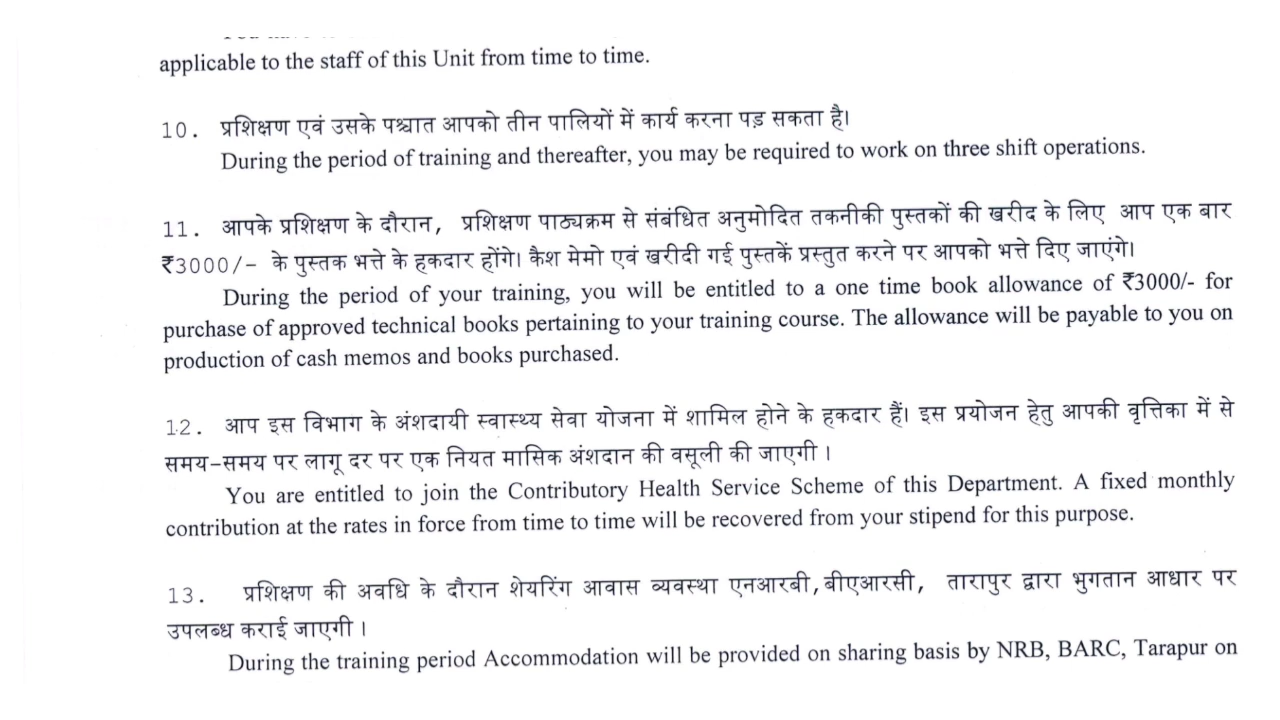 applicable to the staff of this Unit from time to time.
10. प्रशिक्षण एवं उसके पश्चात आपको तीन पालियों में कार्य करना पड़ सकता है।
During the period of training and thereafter, you may be required to work on three shift operations.
11. आपके प्रशिक्षण के दौरान, प्रशिक्षण पाठ्यक्रम से संबंधित अनुमोदित तकनीकी पुस्तकों की खरीद के लिए आप एक बार
₹3000/- के पुस्तक भत्ते के हकदार होंगे। कैश मेमो एवं खरीदी गई पुस्तकें प्रस्तुत करने पर आपको भत्ते दिए जाएंगे।
During the period of your training, you will be entitled to a one time book allowance of ₹3000/- for
purchase of approved technical books pertaining to your training course. The allowance will be payable to you on
production of cash memos and books purchased.
12. आप इस विभाग के अंशदायी स्वास्थ्य सेवा योजना में शामिल होने के हकदार हैं। इस प्रयोजन हेतु आपकी वृत्तिका में से
समय-समय पर लागू दर पर एक नियत मासिक अंशदान की वसूली की जाएगी ।
You are entitled to join the Contributory Health Service Scheme of this Department. A fixed monthly
contribution at the rates in force from time to time will be recovered from your stipend for this purpose.
13. प्रशिक्षण की अवधि के दौरान शेयरिंग आवास व्यवस्था एनआरबी,बीएआरसी, तारापुर द्वारा भुगतान आधार पर
उपलब्ध कराई जाएगी ।
During the training period Accommodation will be provided on sharing basis by NRB, BARC, Tarapur on